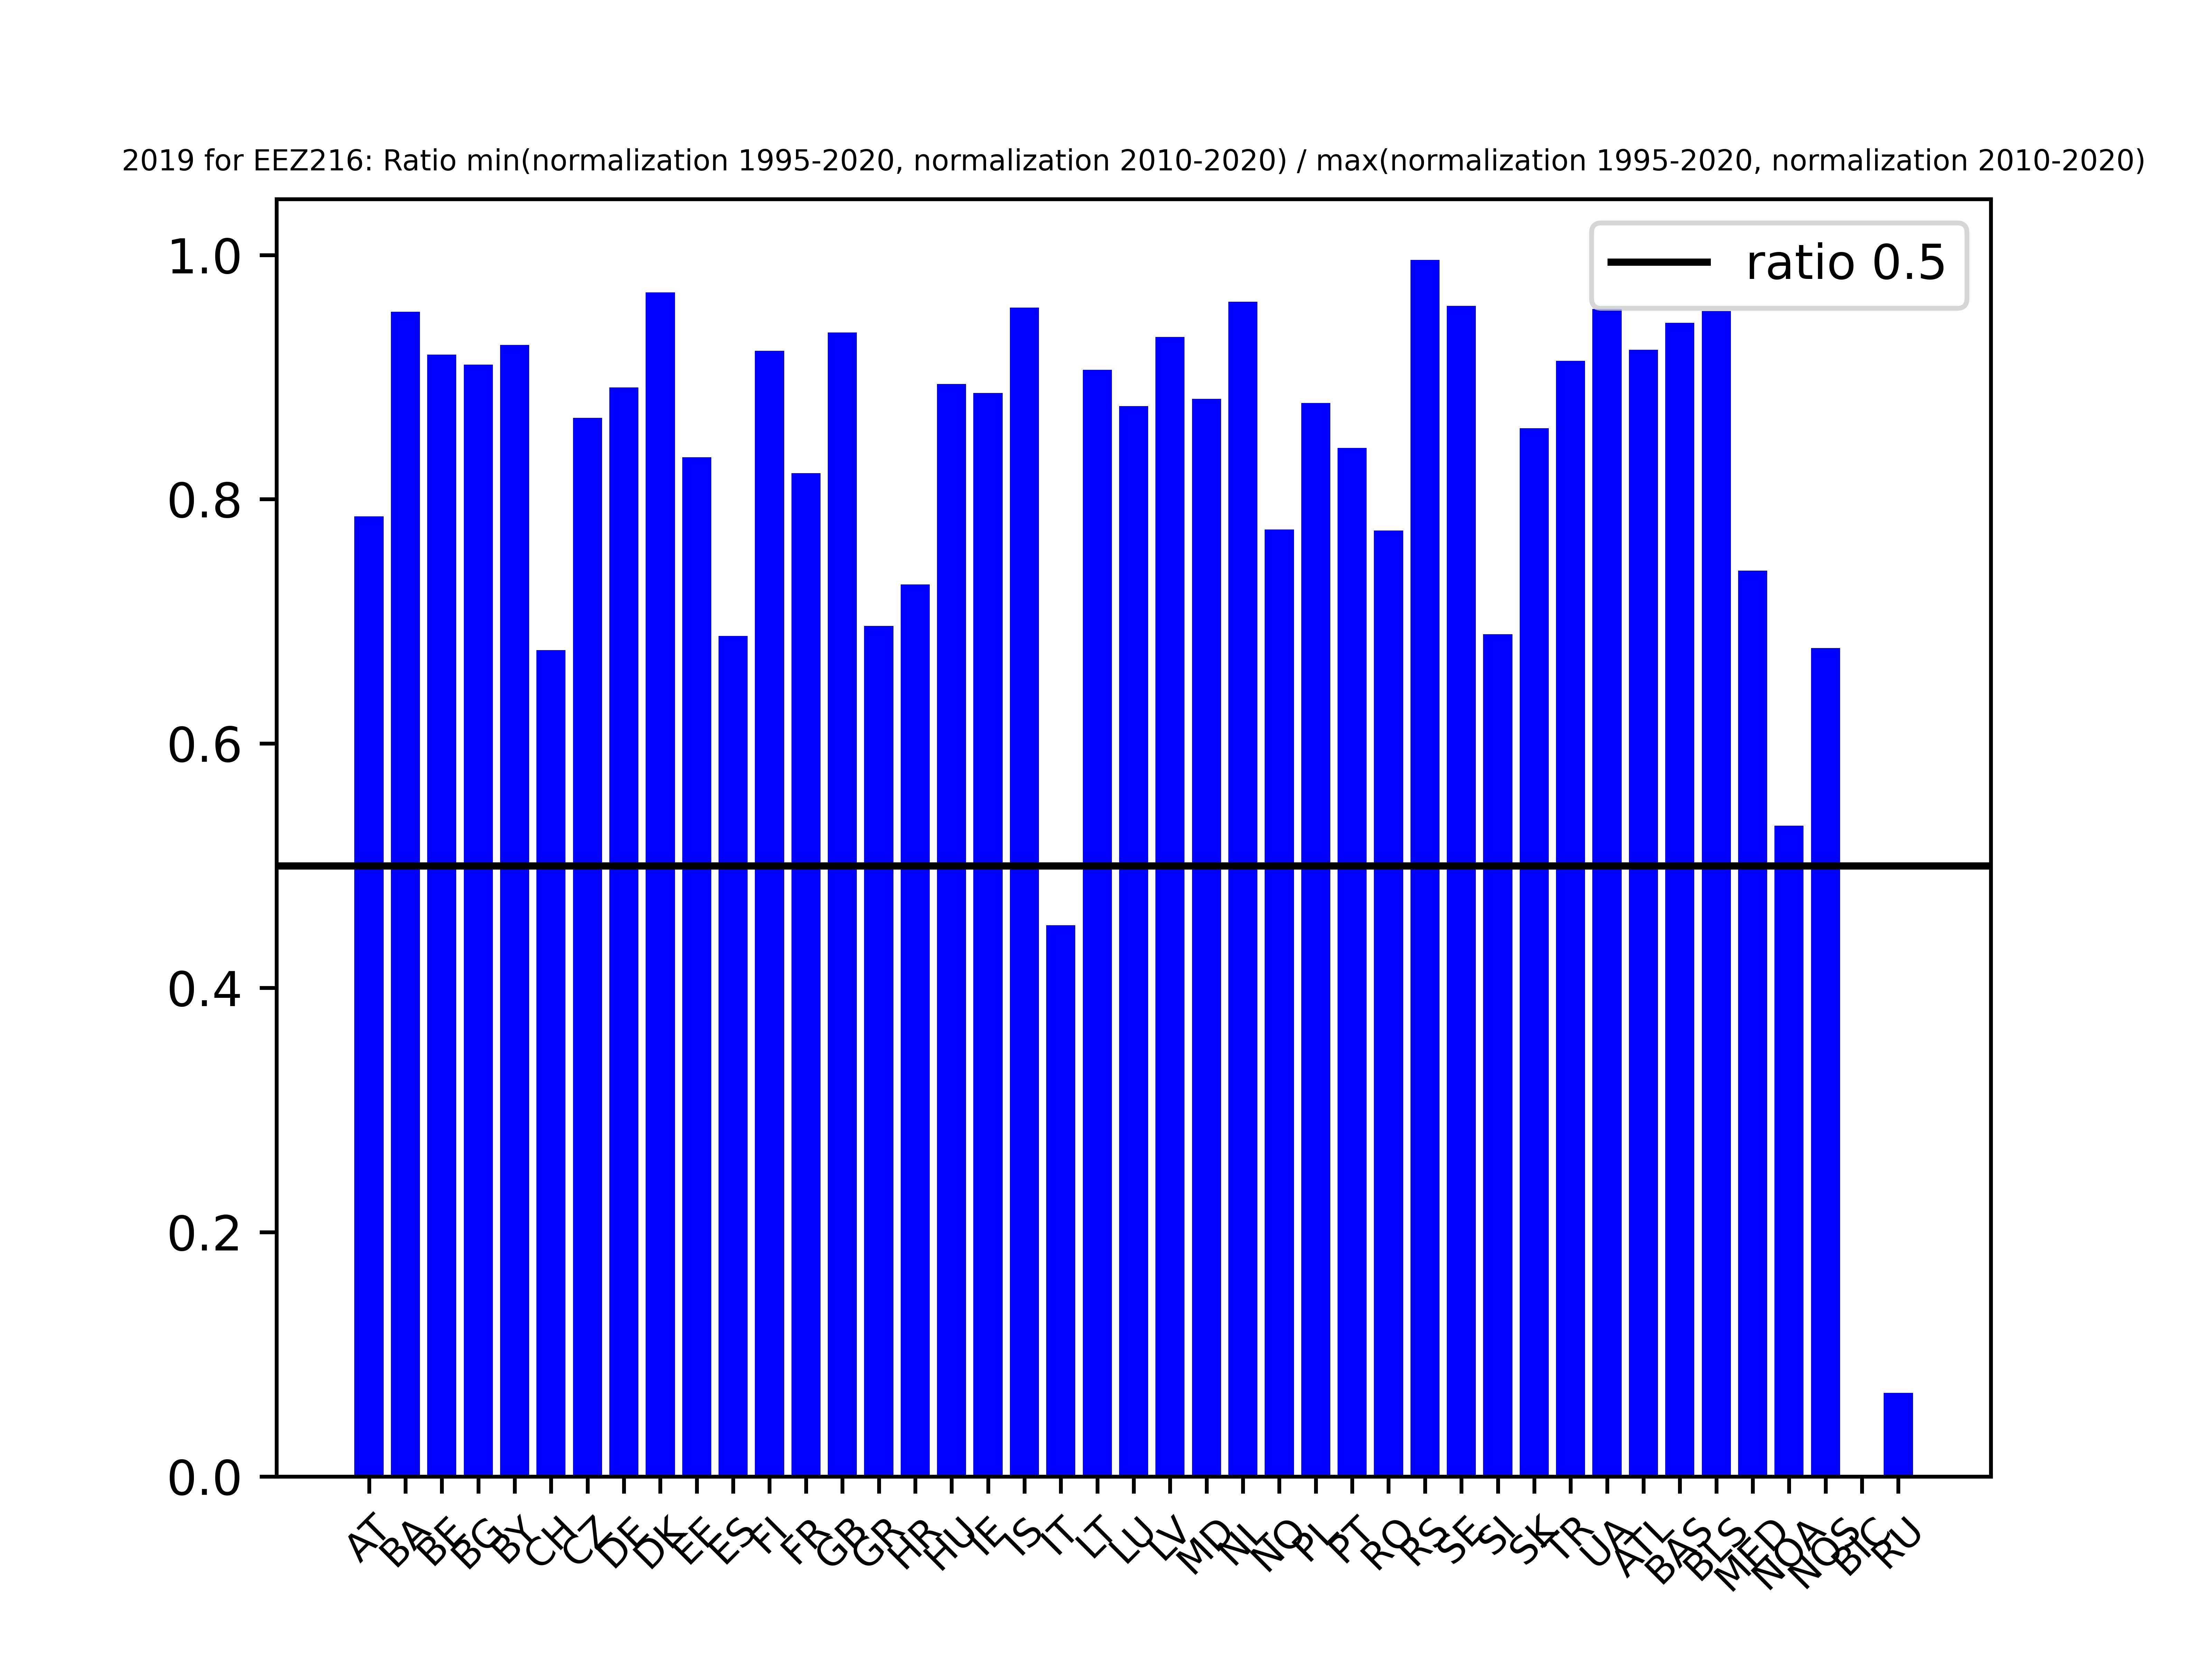 2019 for EEZ216: Ratio min(normalization 1995-2020, normalization 2010-2020) / max(normalization 1995-2020, normalization 2010-2020)
ratio 0.5
1.0
0.8
0.6
0.4
0.2
0.0
AT BA BE BG BY CH CZ DE DK EE ES FI FR GB GR HR HU IE IS IT LT LU LV MD NL NO PL PT RO RS SE SI SK TR UA ATL BAS BLS MED NOA NOS BIC RU